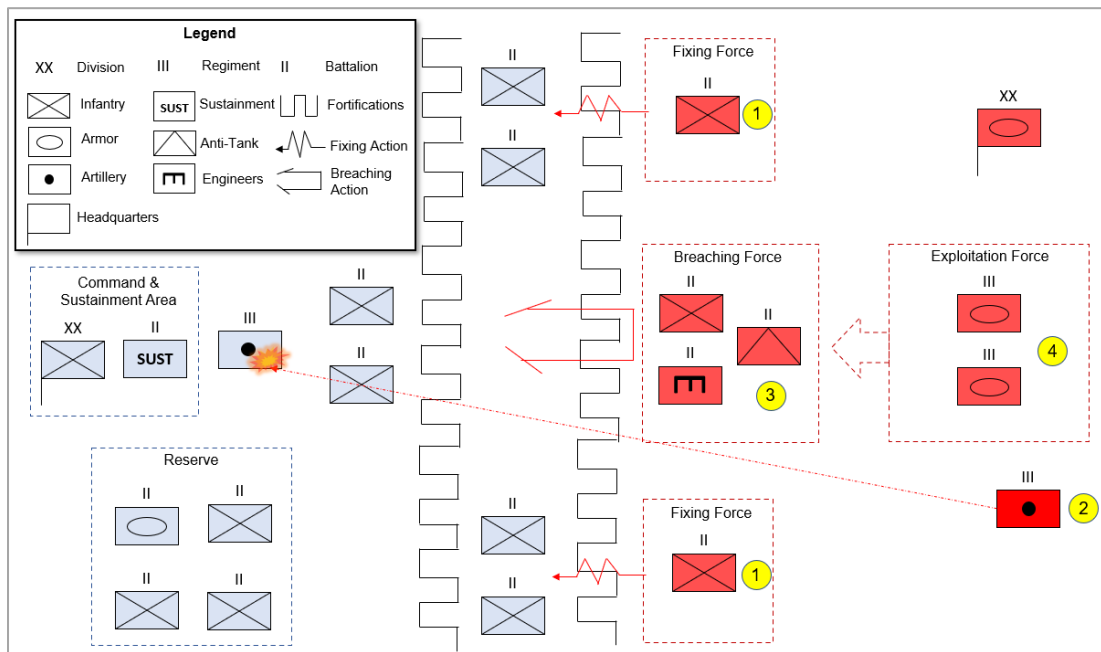 Legend
XX Division III Regiment II Battalion
Infantry SUST Sustainment Fortifications
Armor Anti-Tank Fixing Action
Artillery Engineers Breaching
Action
Headquarters
II
II
Fixing Force
II
1
XX
Command &
Sustainment Area
XX
II
SUST
III
II
II
Breaching Force
II
II
II
3
Exploitation Force
III
III
4
Reserve
II
II
II
II
II
II
Fixing Force
II
1
III
2